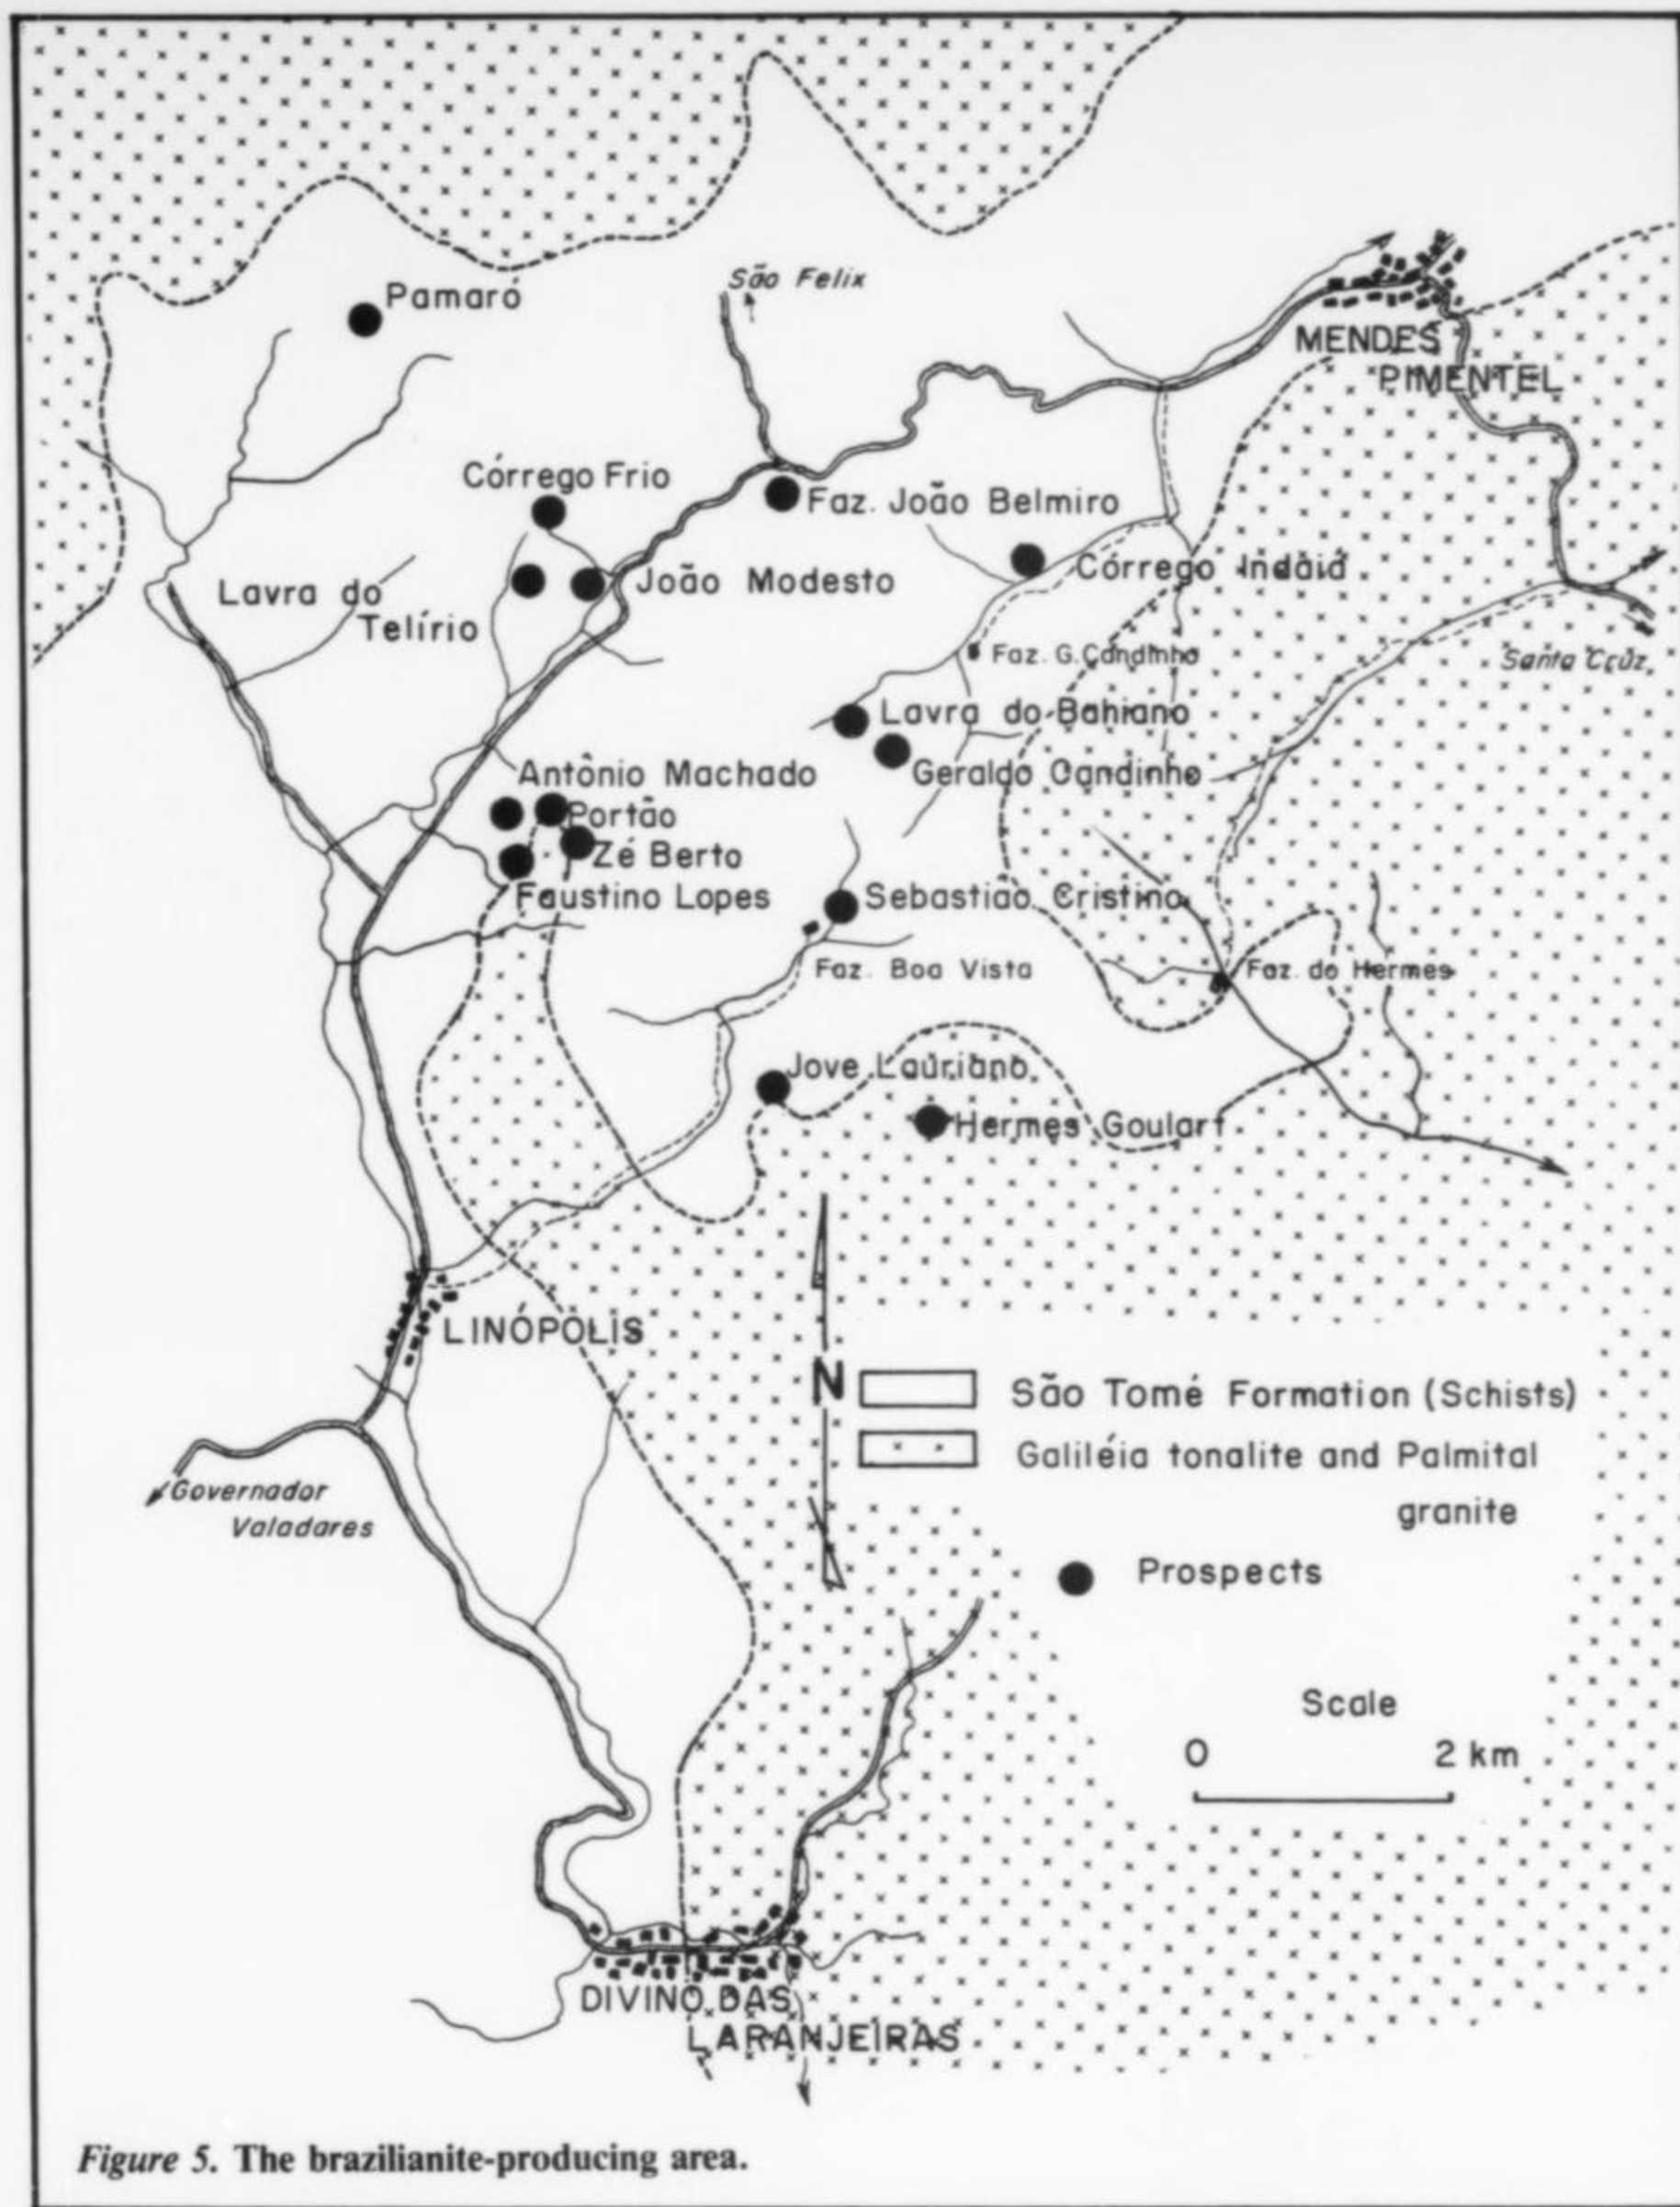 São Felix
Pamaró
MENDES
PIMENTEL
Córrego Frio
Faz. João Belmiro
Córrego Indaiá
João Modesto
Lavra do
Telírio
Faz. G. Candinho
Santa Cruz
Lavra do Bahiano
Geraldo Candinho
Antônio Machado
Portão
Zé Berto
Faustino Lopes
Sebastião Cristino
Faz. Boa Vista
Faz. do Hermes
Jove Lauriano
Hermes Goulart
LINÓPOLIS
N
São Tomé Formation (Schists)
Galiléia tonalite and Palmital
granite
Governador
Valadares
Prospects
Scale
0 2 km
DIVINO DAS
LARANJEIRAS
Figure 5. The brazilianite-producing area.